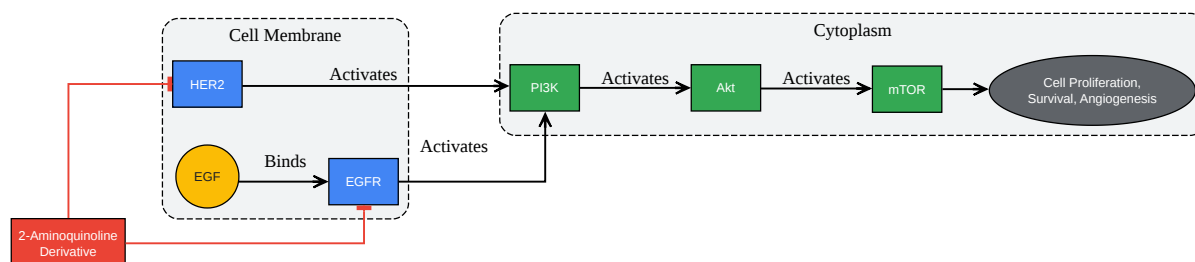 Cell Membrane
Cytoplasm
HER2
Activates
PI3K
Activates
Akt
Activates
mTOR
Cell Proliferation,
Survival, Angiogenesis
EGF
Binds
EGFR
Activates
2-Aminoquinoline
Derivative